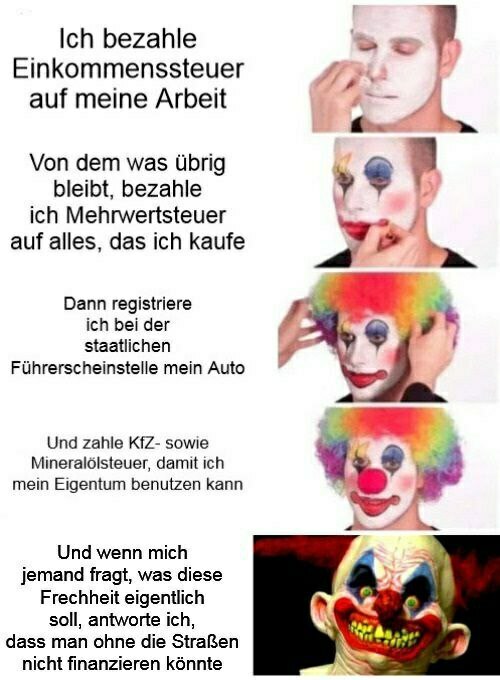 Ich bezahle
Einkommenssteuer
auf meine Arbeit
Von dem was übrig
bleibt, bezahle
ich Mehrwertsteuer
auf alles, das ich kaufe
Dann registriere
ich bei der
staatlichen
Führerscheinstelle mein Auto
Und zahle KfZ- sowie
Mineralölsteuer, damit ich
mein Eigentum benutzen kann
Und wenn mich
jemand fragt, was diese
Frechheit eigentlich
soll, antworte ich,
dass man ohne die Straßen
nicht finanzieren könnte